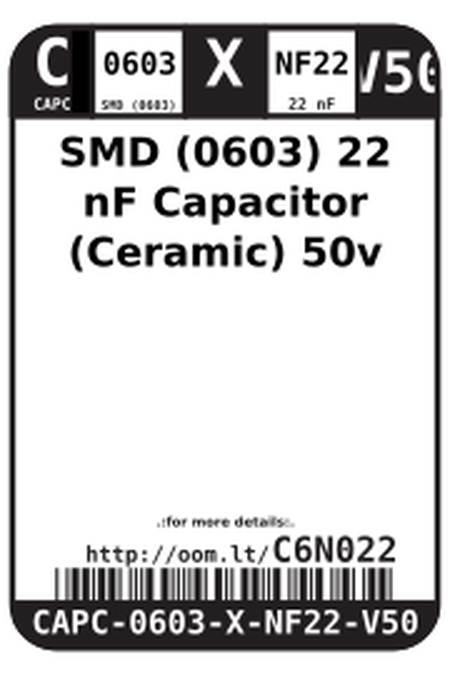 C 0603 X NF22 V50
CAPC SMD (0603) 22 nF
SMD (0603) 22
nF Capacitor
(Ceramic) 50v
.:for more details:.
http://oom.lt/C6N022
CAPC-0603-X-NF22-V50